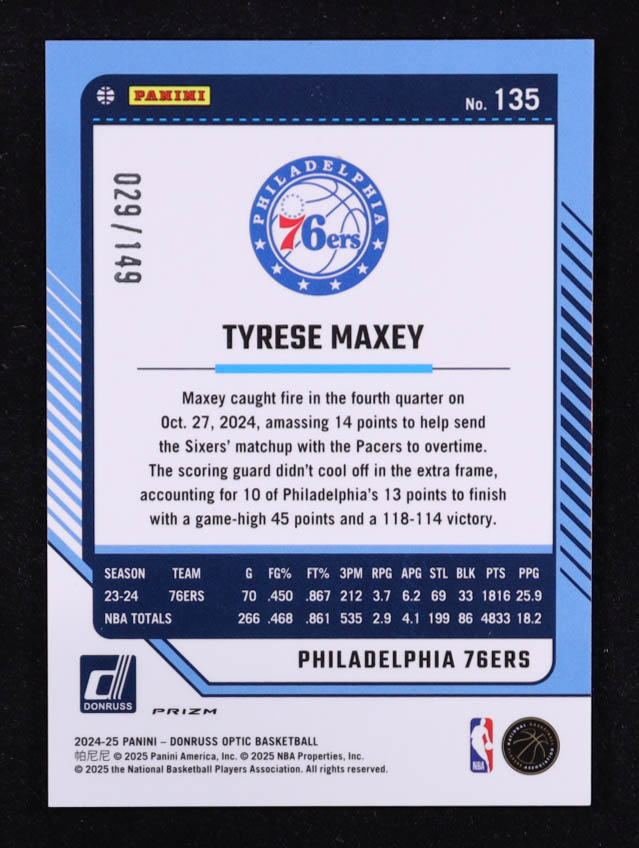 PANINI
No. 135
029/149
PHILADELPHIA
76ers
TYRESE MAXEY
Maxey caught fire in the fourth quarter on
Oct. 27, 2024, amassing 14 points to help send
the Sixers' matchup with the Pacers to overtime.
The scoring guard didn't cool off in the extra frame,
accounting for 10 of Philadelphia's 13 points to finish
with a game-high 45 points and a 118-114 victory.
SEASON TEAM G FG% FT% 3PM RPG APG STL BLK PTS PPG
23-24 76ERS 70 .450 .867 212 3.7 6.2 69 33 1816 25.9
NBA TOTALS 266 .468 .861 535 2.9 4.1 199 86 4833 18.2
PHILADELPHIA 76ERS
d
DONRUSS
PRIZM
2024-25 PANINI – DONRUSS OPTIC BASKETBALL
帕尼尼 © 2025 Panini America, Inc. © 2025 NBA Properties, Inc.
© 2025 the National Basketball Players Association. All rights reserved.
NBA
NATIONAL BASKETBALL PLAYERS ASSOCIATION